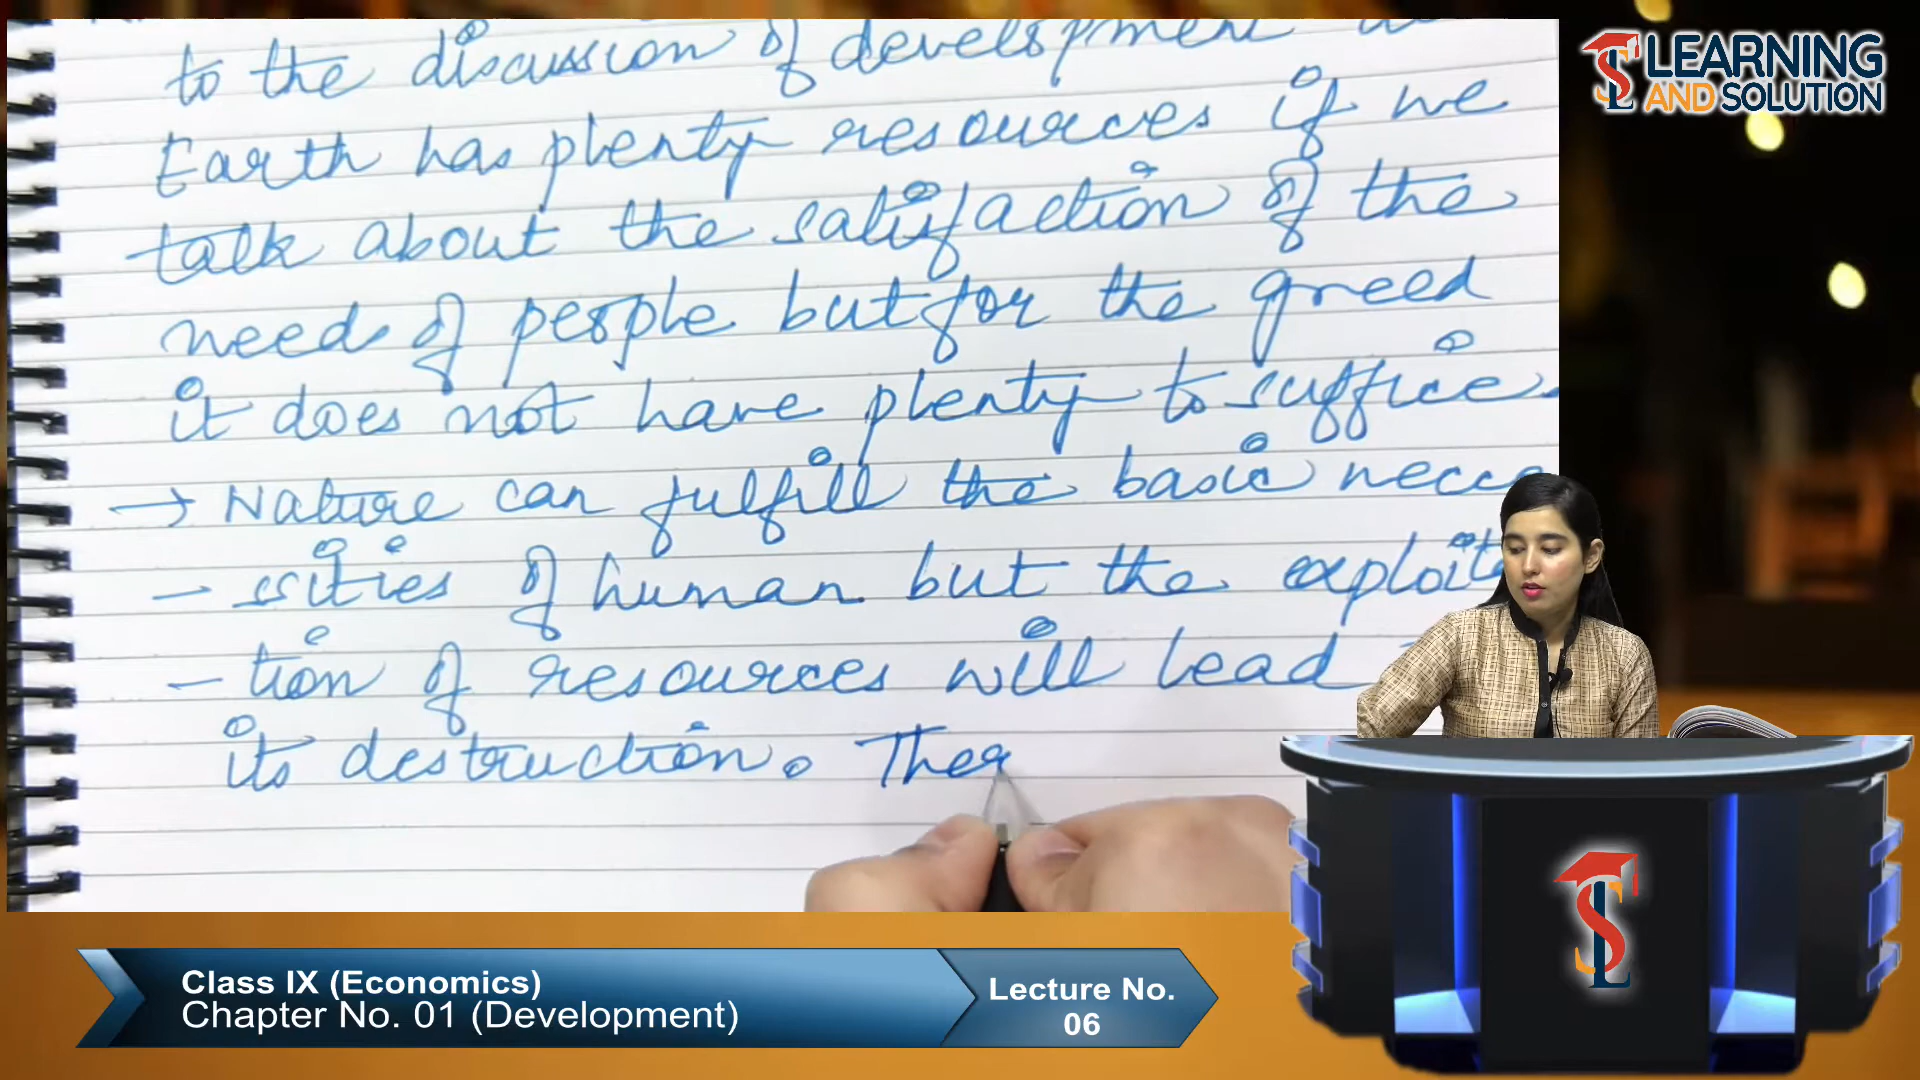 to the discussion of development
Earth has plenty resources if we
talk about the satisfaction of the
need of people but for the greed
it does not have plenty to suffice.
→ Nature can fulfill the basic necce
- ssities of human but the exploita
- tion of resources will lead
its destruction. Ther
LEARNING
AND SOLUTION
SL
Class IX (Economics)
Chapter No. 01 (Development)
Lecture No.
06